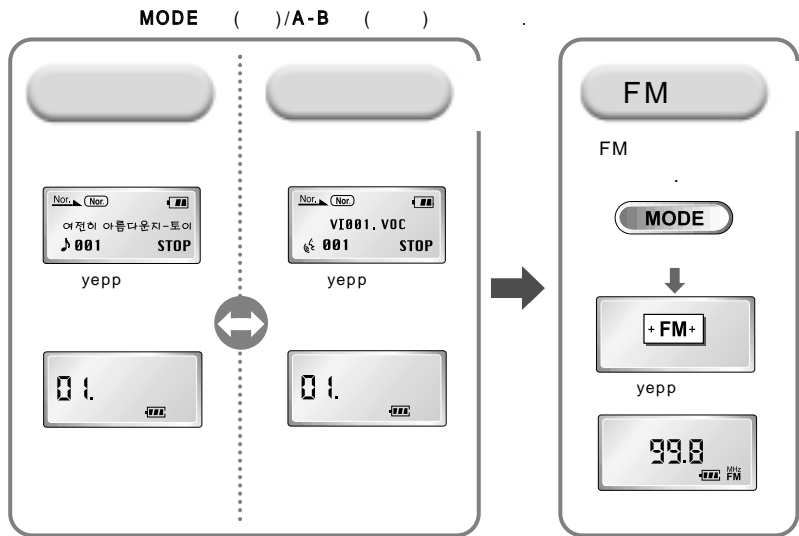 MODE ( )/A-B ( ) .
Nor. Nor.
여전히 아름다운지-토이
001 STOP
yepp
01.
Nor. Nor.
VI001.VOC
001 STOP
yepp
01.
FM
FM
.
MODE
+FM+
yepp
99.8
MHz
FM